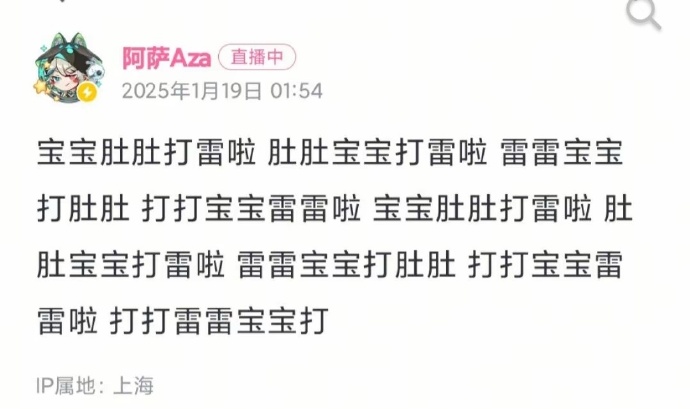 阿萨Aza 直播中
2025年1月19日 01:54
宝宝肚肚打雷啦 肚肚宝宝打雷啦 雷雷宝宝
打肚肚 打打宝宝雷雷啦 宝宝肚肚打雷啦 肚
肚宝宝打雷啦 雷雷宝宝打肚肚 打打宝宝雷
雷啦 打打雷雷宝宝打
IP属地：上海